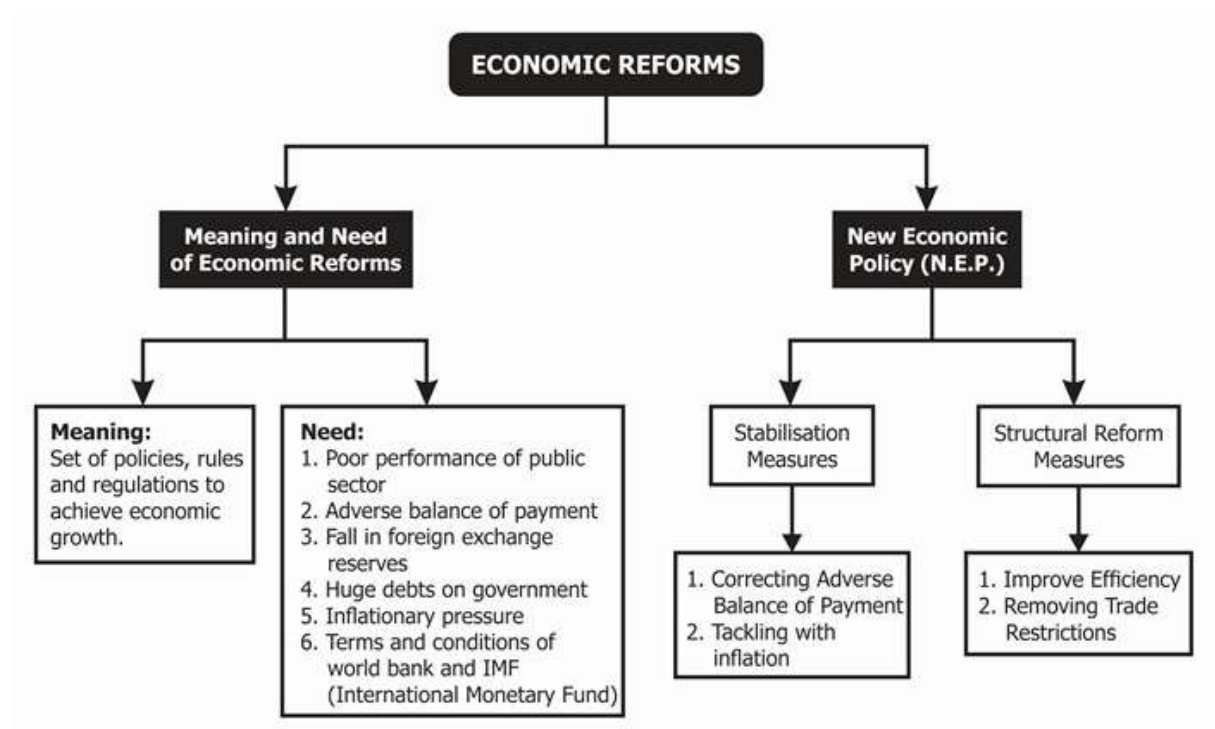 ECONOMIC REFORMS
Meaning and Need
of Economic Reforms
New Economic
Policy (N.E.P.)
Meaning:
Set of policies, rules
and regulations to
achieve economic
growth.
Need:
1. Poor performance of public
sector
2. Adverse balance of payment
3. Fall in foreign exchange
reserves
4. Huge debts on government
5. Inflationary pressure
6. Terms and conditions of
world bank and IMF
(International Monetary Fund)
Stabilisation
Measures
Structural Reform
Measures
1. Correcting Adverse
Balance of Payment
2. Tackling with
inflation
1. Improve Efficiency
2. Removing Trade
Restrictions